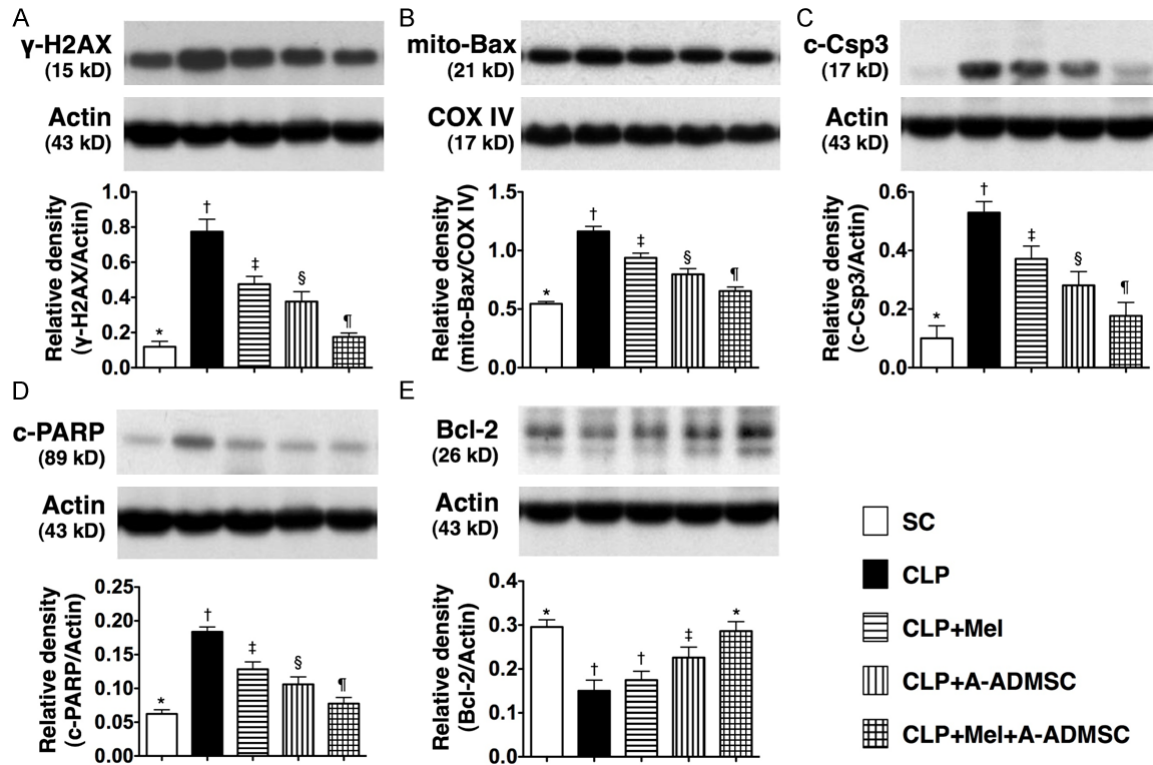 A
γ-H2AX
(15 kD)
Actin
(43 kD)
Relative density
(γ-H2AX/Actin)
1.0
0.8
0.6
0.4
0.2
0.0
*
†
‡
§
¶
B
mito-Bax
(21 kD)
COX IV
(17 kD)
Relative density
(mito-Bax/COX IV)
1.5
1.0
0.5
0.0
*
†
‡
§
¶
C
c-Csp3
(17 kD)
Actin
(43 kD)
Relative density
(c-Csp3/Actin)
0.6
0.4
0.2
0.0
*
†
‡
§
¶
D
c-PARP
(89 kD)
Actin
(43 kD)
Relative density
(c-PARP/Actin)
0.25
0.20
0.15
0.10
0.05
0.00
*
†
‡
§
¶
E
Bcl-2
(26 kD)
Actin
(43 kD)
Relative density
(Bcl-2/Actin)
0.4
0.3
0.2
0.1
0.0
*
†
†
‡
*
SC
CLP
CLP+Mel
CLP+A-ADMSC
CLP+Mel+A-ADMSC